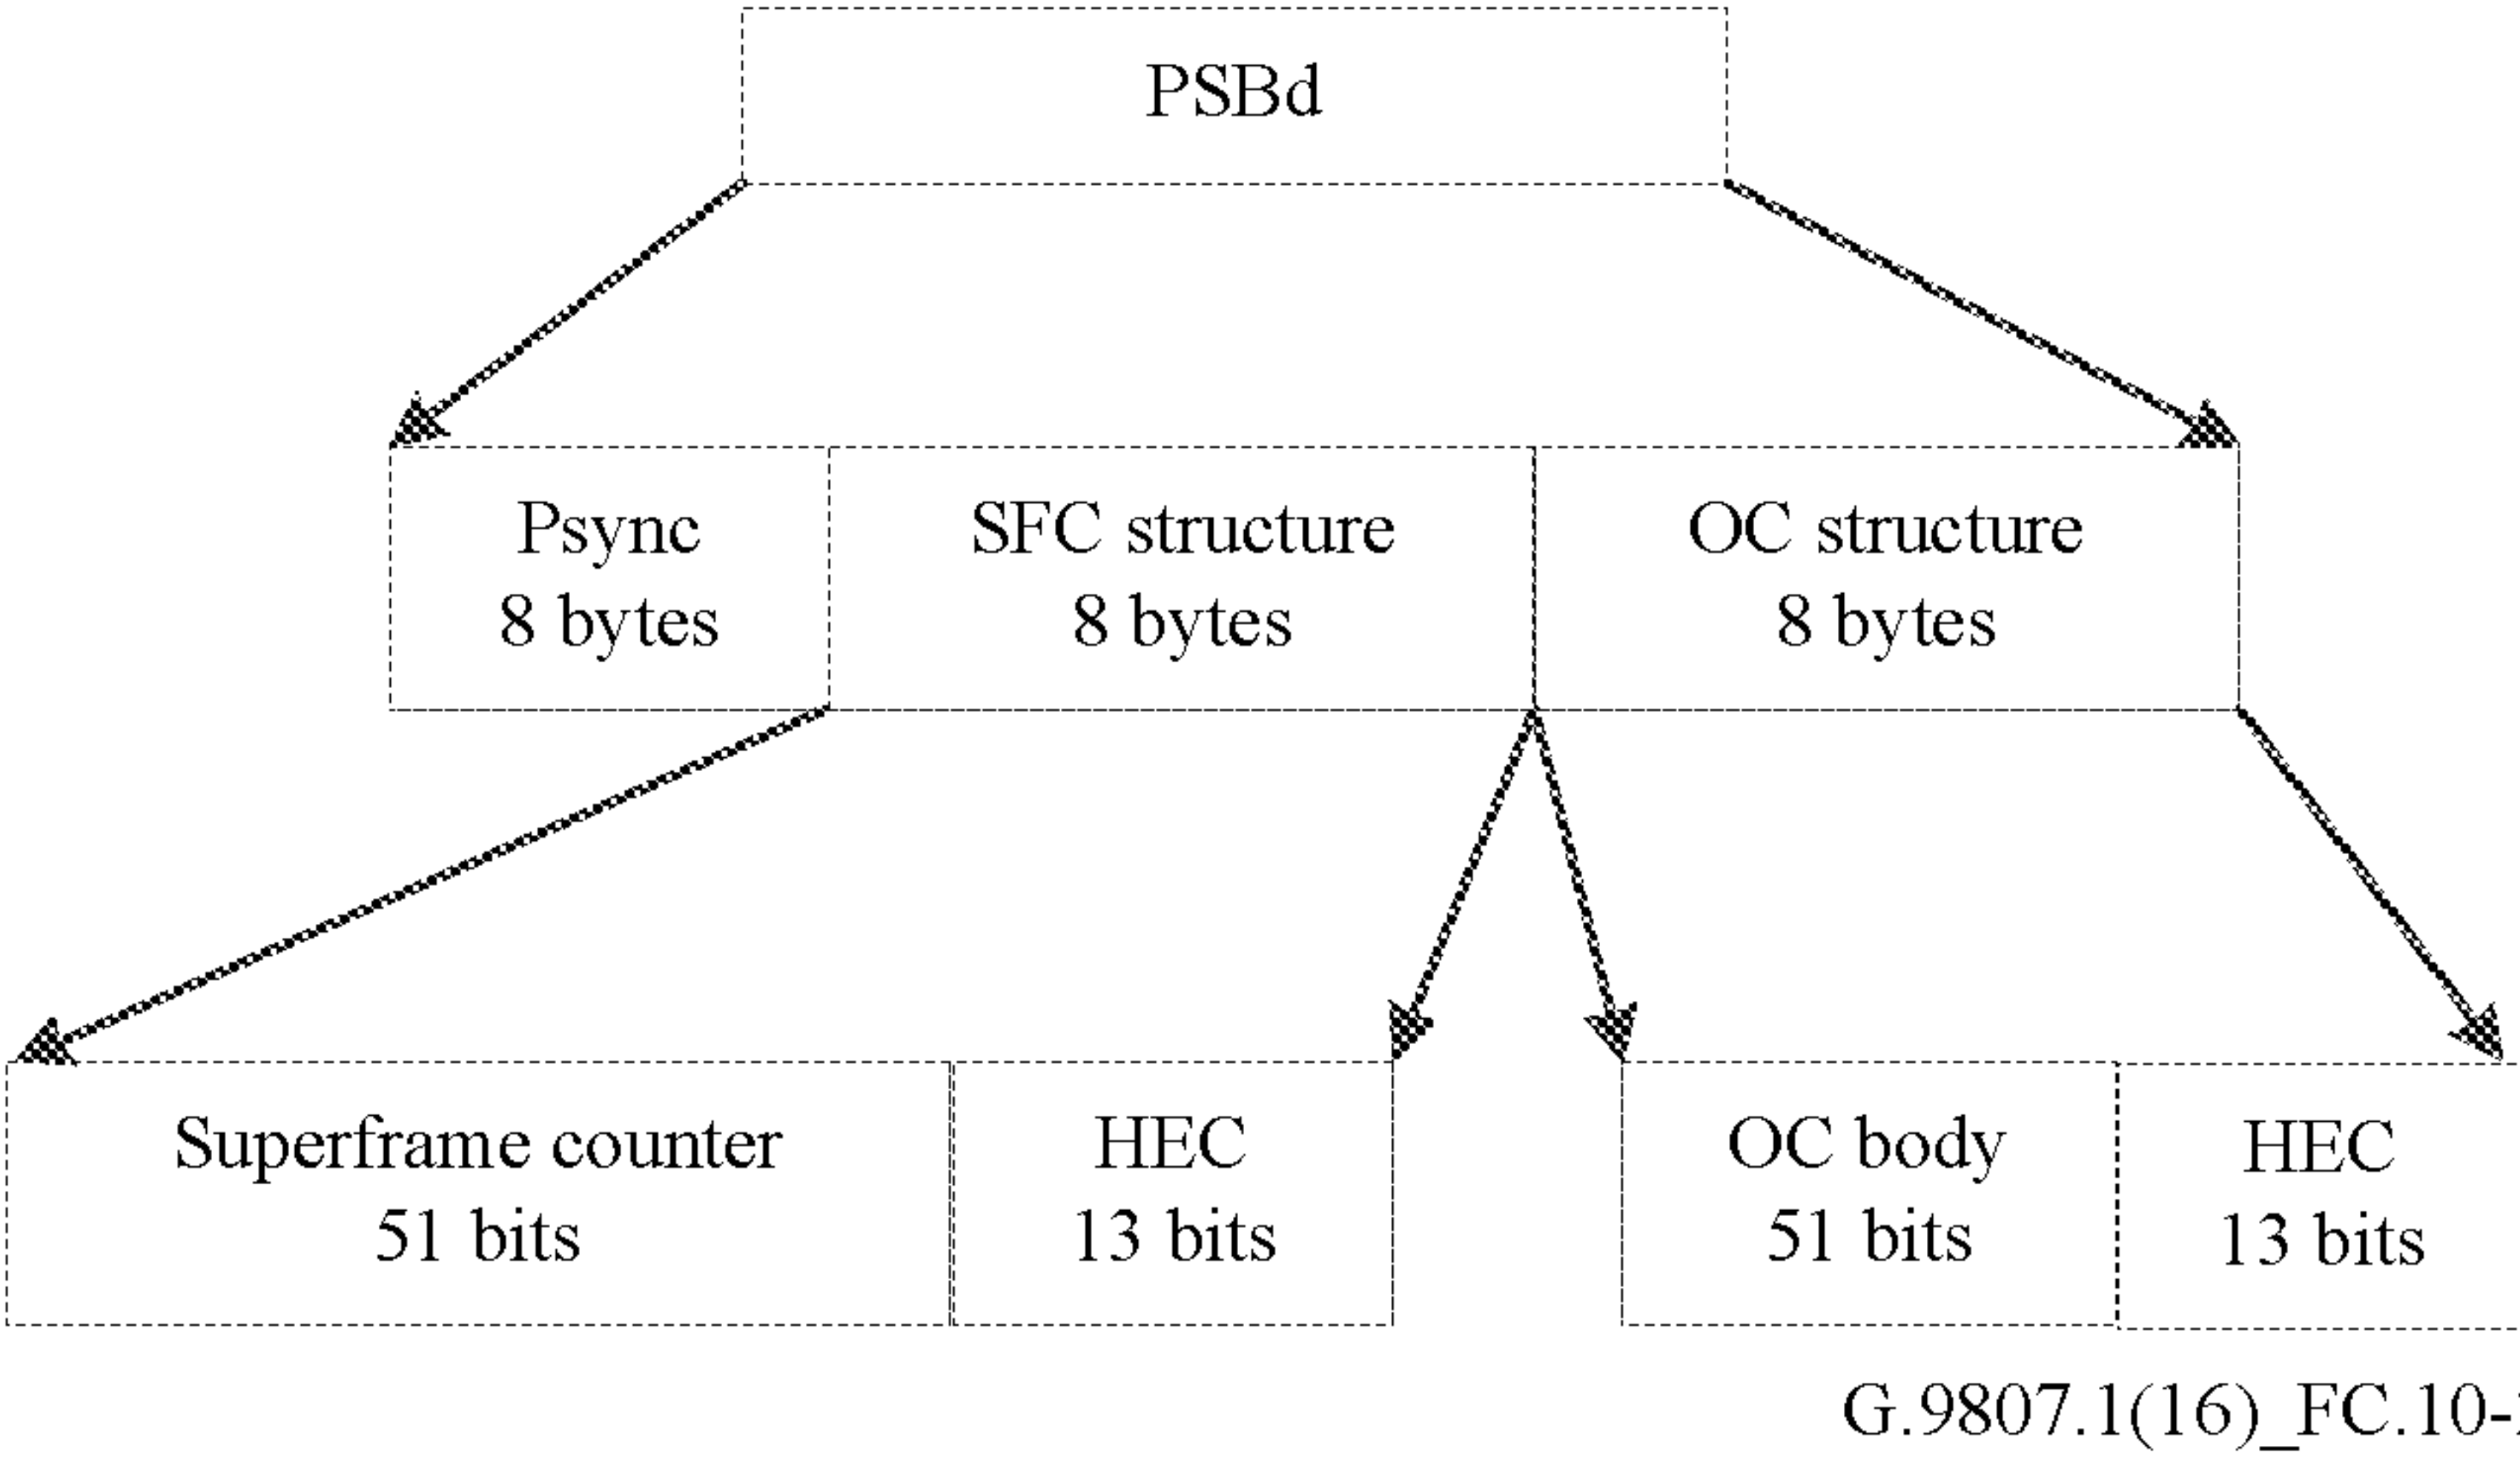 PSBd
Psync
8 bytes
SFC structure
8 bytes
OC structure
8 bytes
Superframe counter
51 bits
HEC
13 bits
OC body
51 bits
HEC
13 bits
G.9807.1(16)_FC.10-